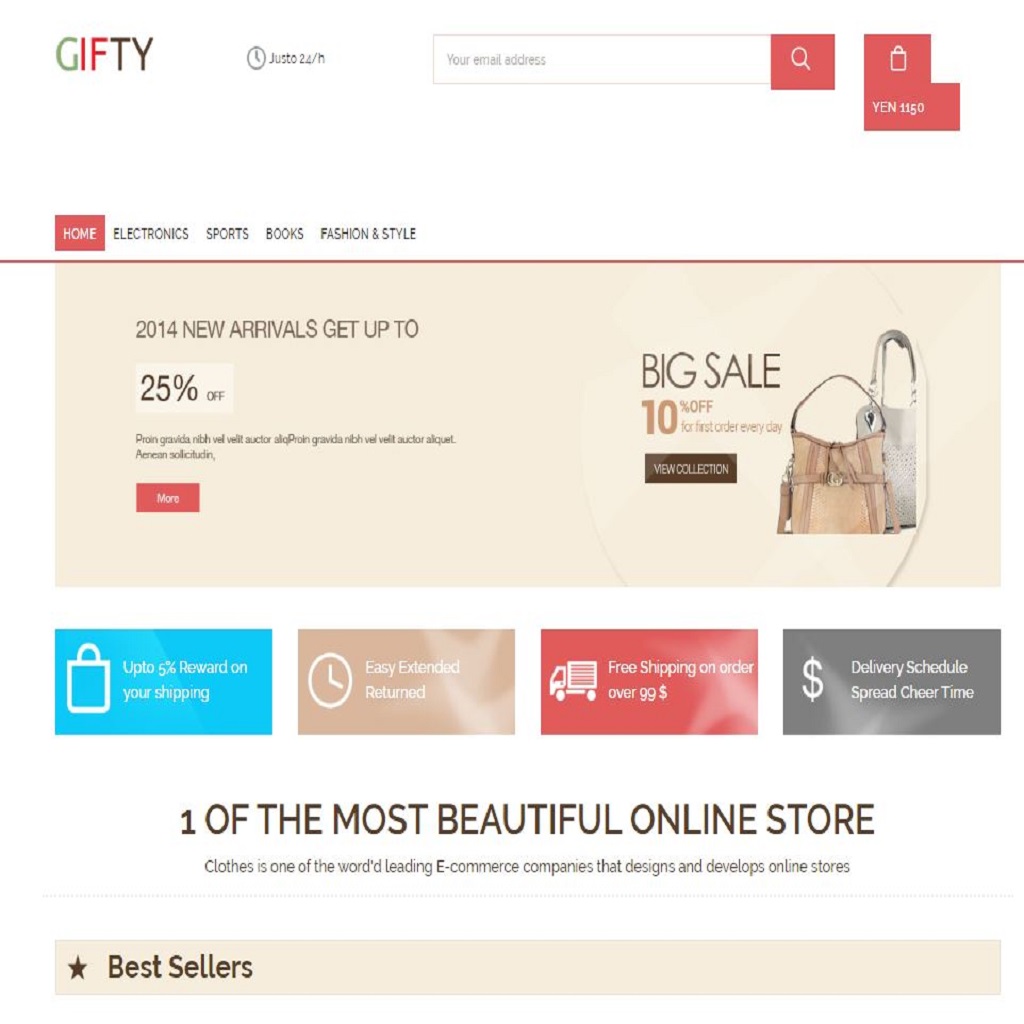 GIFTY
Justo 24/h
Your email address
YEN 1150
HOME ELECTRONICS SPORTS BOOKS FASHION & STYLE
2014 NEW ARRIVALS GET UP TO
25% OFF
Proin gravida nibh vel velit auctor aliqProin gravida nibh vel velit auctor aliquet.
Aenean sollicitudin,
More
BIG SALE
10 %OFF
for first order every day
VIEW COLLECTION
Upto 5% Reward on
your shipping
Easy Extended
Returned
Free Shipping on order
over 99 $
$
Delivery Schedule
Spread Cheer Time
1 OF THE MOST BEAUTIFUL ONLINE STORE
Clothes is one of the word'd leading E-commerce companies that designs and develops online stores
Best Sellers